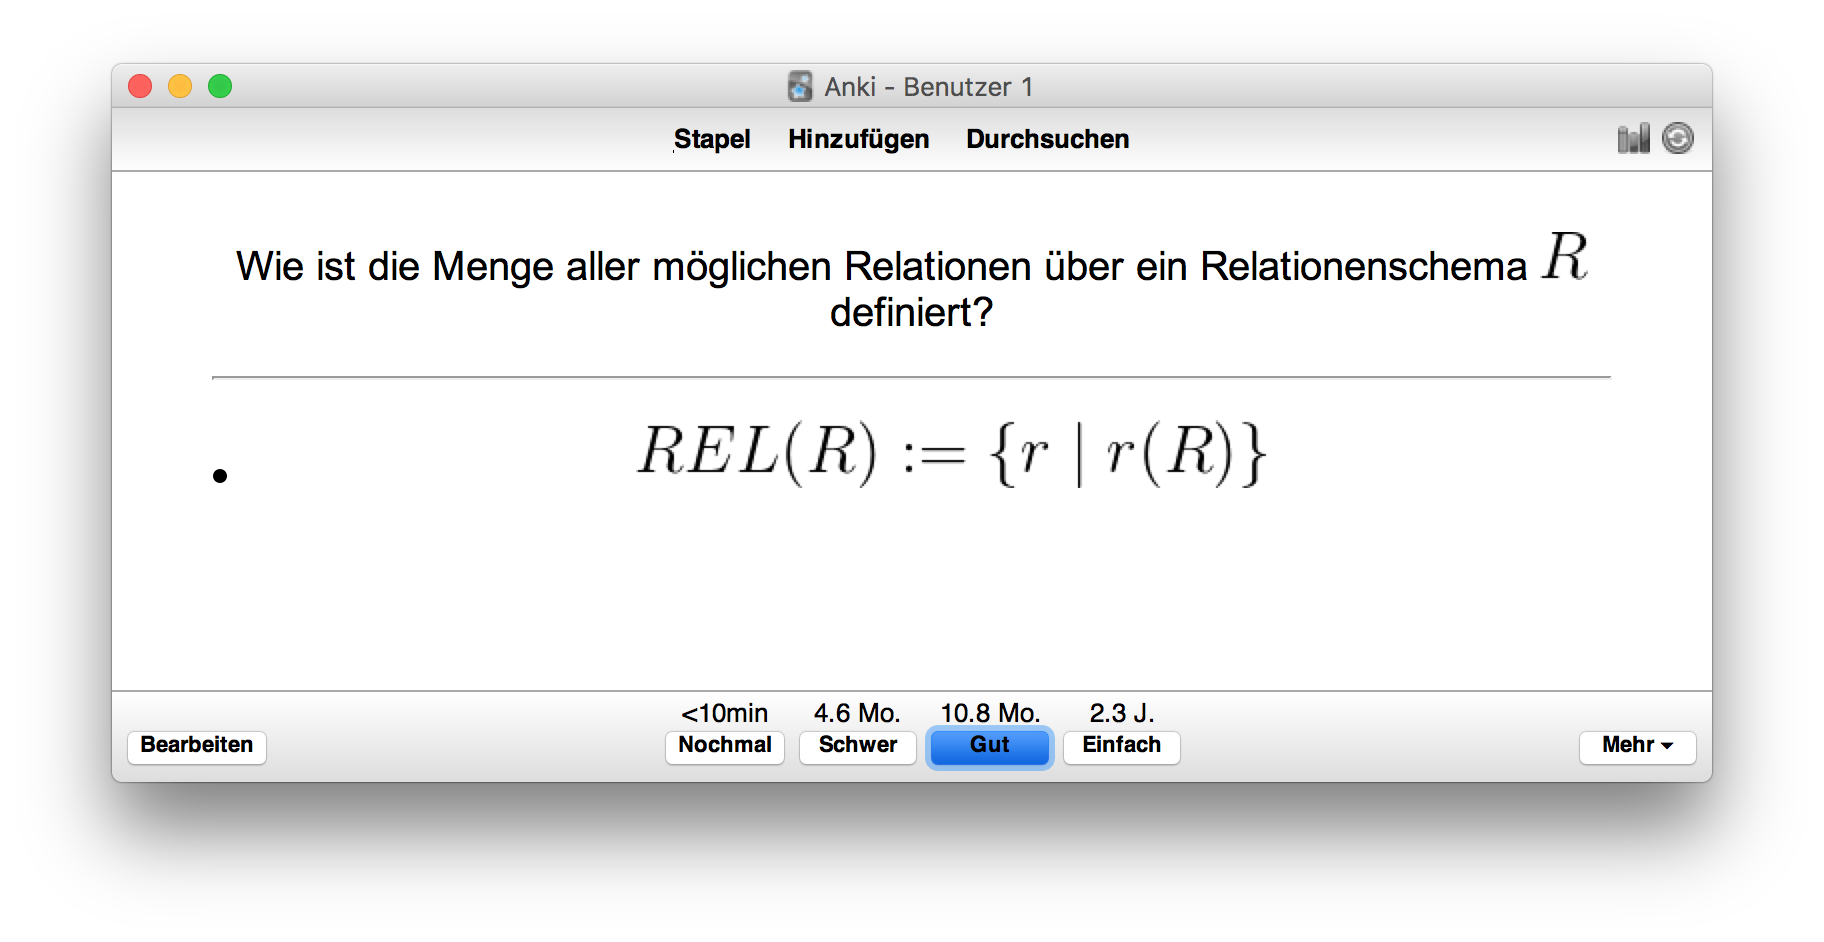 Anki - Benutzer 1
Stapel Hinzufügen Durchsuchen
Wie ist die Menge aller möglichen Relationen über ein Relationenschema R
definiert?
• REL(R) := {r | r(R)}
<10min 4.6 Mo. 10.8 Mo. 2.3 J.
Bearbeiten Nochmal Schwer Gut Einfach Mehr